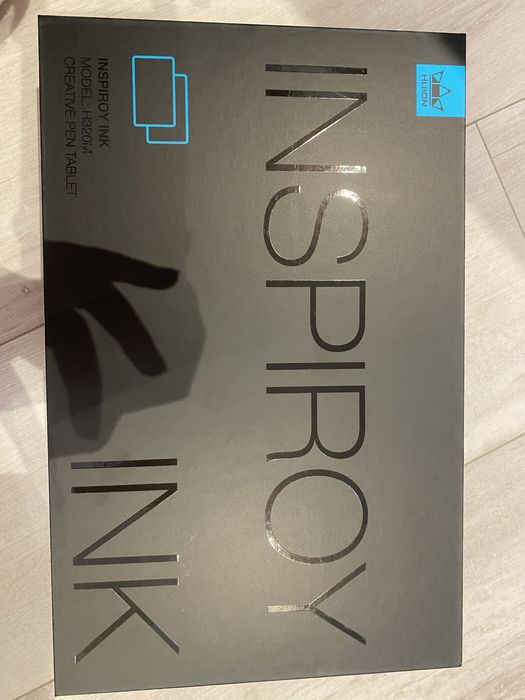 HUION
INSPIROY
INK
INSPIROY INK
MODEL: H320M
CREATIVE PEN TABLET